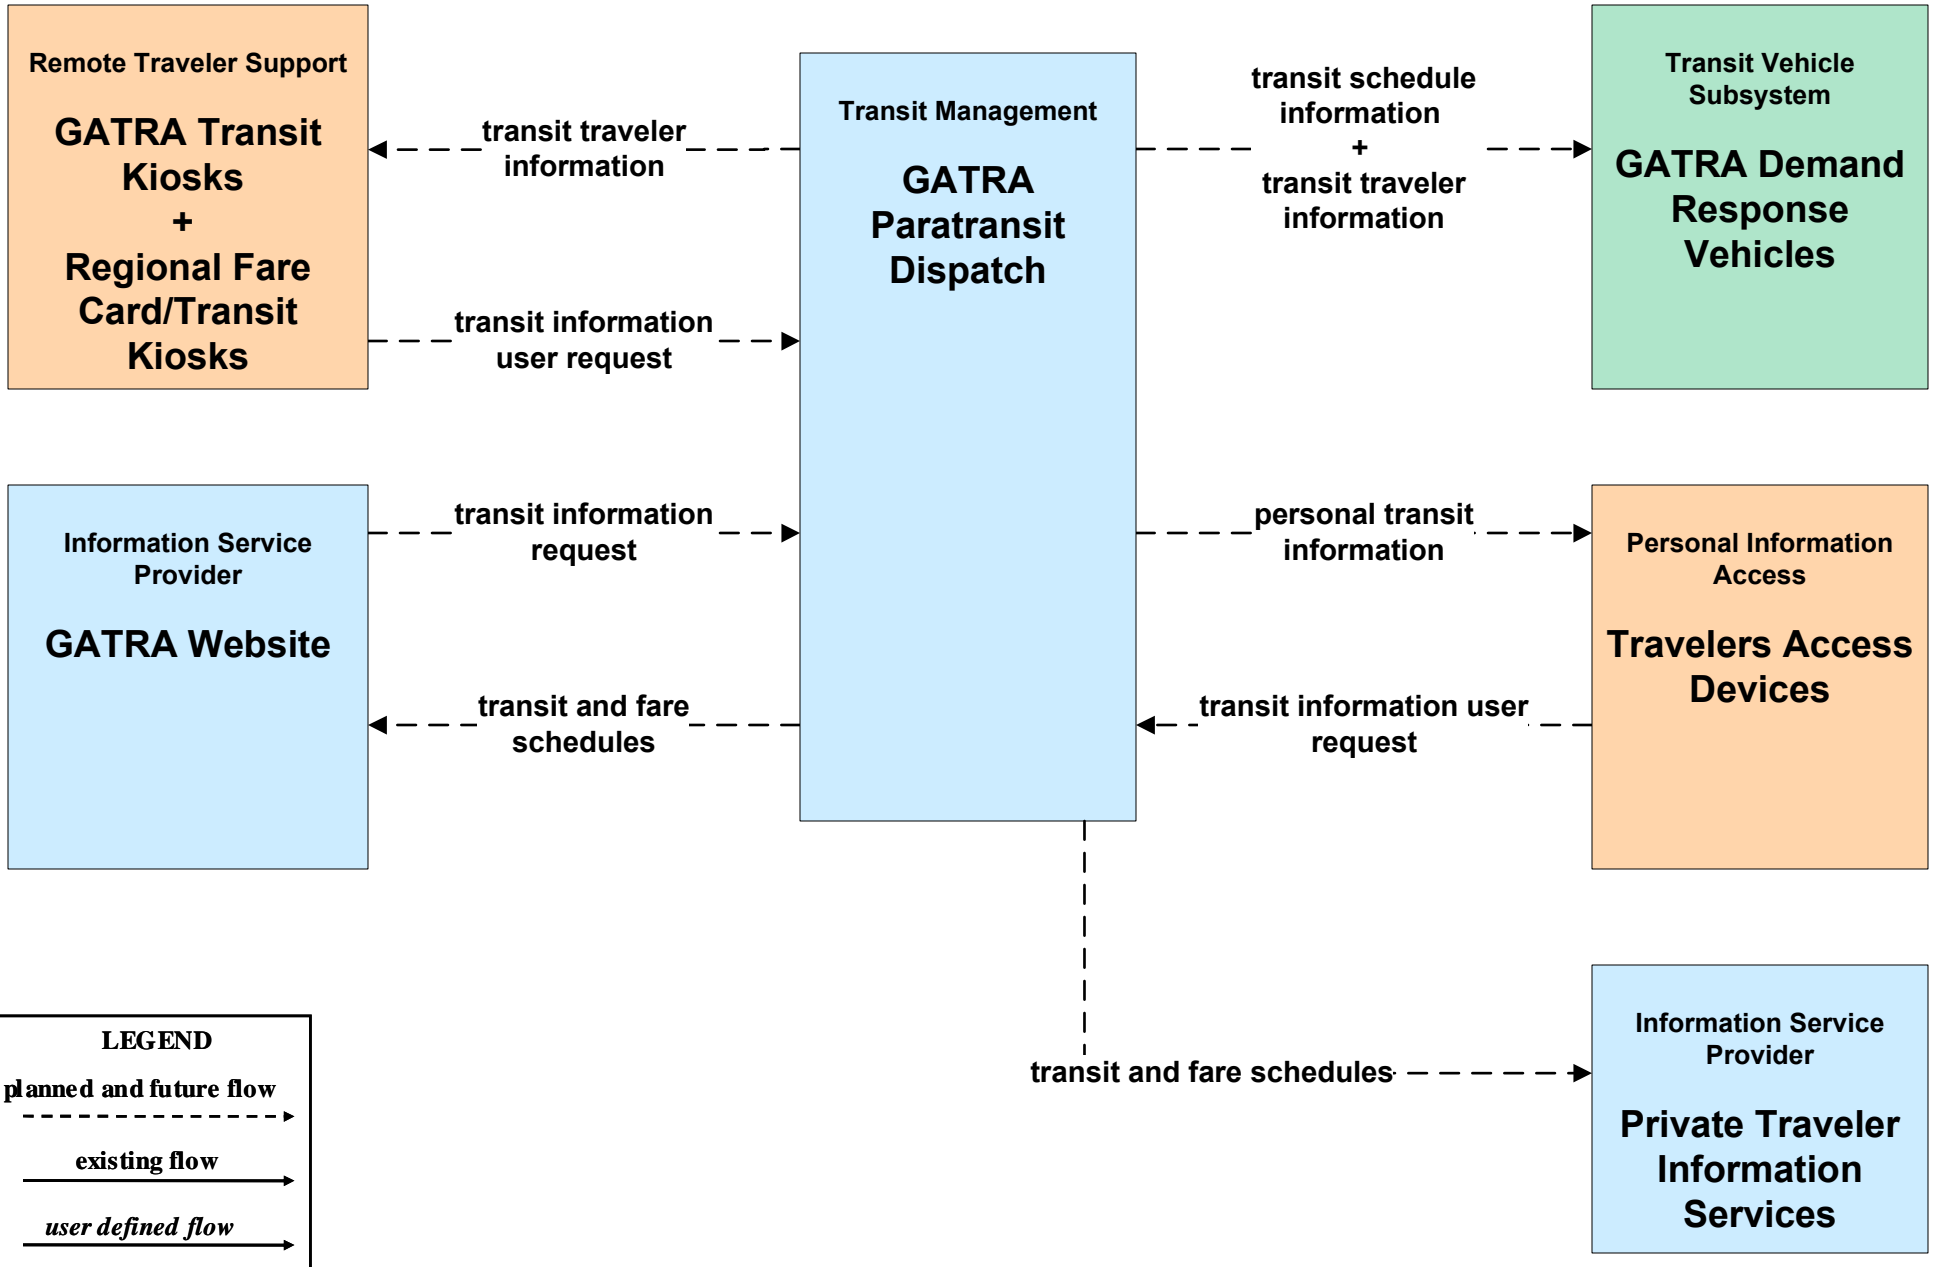 Remote Traveler Support
GATRA Transit
Kiosks
+
Regional Fare
Card/Transit
Kiosks
transit traveler
information
transit information
user request
Transit Management
GATRA
Paratransit
Dispatch
transit schedule
information
+
transit traveler
information
Transit Vehicle
Subsystem
GATRA Demand
Response
Vehicles
Information Service
Provider
GATRA Website
transit information
request
transit and fare
schedules
personal transit
information
transit information user
request
Personal Information
Access
Travelers Access
Devices
transit and fare schedules
Information Service
Provider
Private Traveler
Information
Services
LEGEND
planned and future flow
existing flow
user defined flow